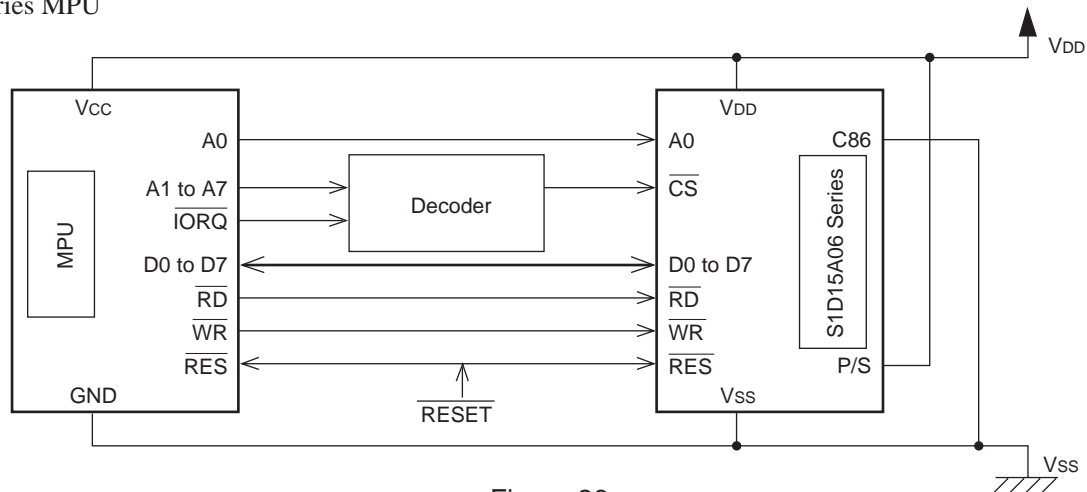 ries MPU
VDD
VCC
VDD
A0
A0
C86
A1 to A7
Decoder
CS
IORQ
MPU
S1D15A06 Series
D0 to D7
D0 to D7
RD
RD
WR
WR
RES
RES
P/S
GND
RESET
VSS
VSS